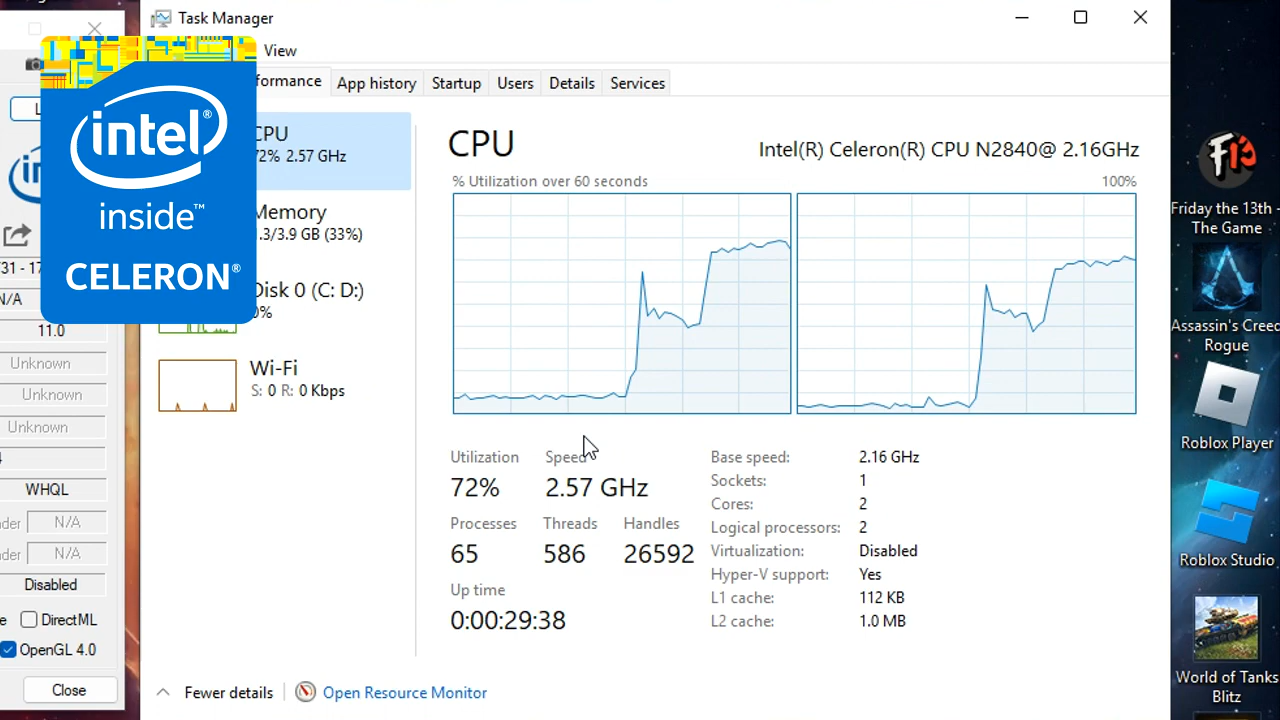 Task Manager
View
formance
App history
Startup
Users
Details
Services
intel®
inside™
CELERON®
CPU
72% 2.57 GHz
Memory
1.3/3.9 GB (33%)
Disk 0 (C: D:)
0%
Wi-Fi
S: 0 R: 0 Kbps
CPU
Intel(R) Celeron(R) CPU N2840@ 2.16GHz
% Utilization over 60 seconds
100%
Utilization
Speed
72%
2.57 GHz
Processes
Threads
Handles
65
586
26592
Up time
0:00:29:38
Base speed: 2.16 GHz
Sockets: 1
Cores: 2
Logical processors: 2
Virtualization: Disabled
Hyper-V support: Yes
L1 cache: 112 KB
L2 cache: 1.0 MB
Fewer details
Open Resource Monitor
N/A
11.0
Unknown
Unknown
Unknown
WHQL
N/A
N/A
Disabled
DirectML
OpenGL 4.0
Close
Friday the 13th -
The Game
Assassin's Creed
Rogue
Roblox Player
Roblox Studio
World of Tanks
Blitz